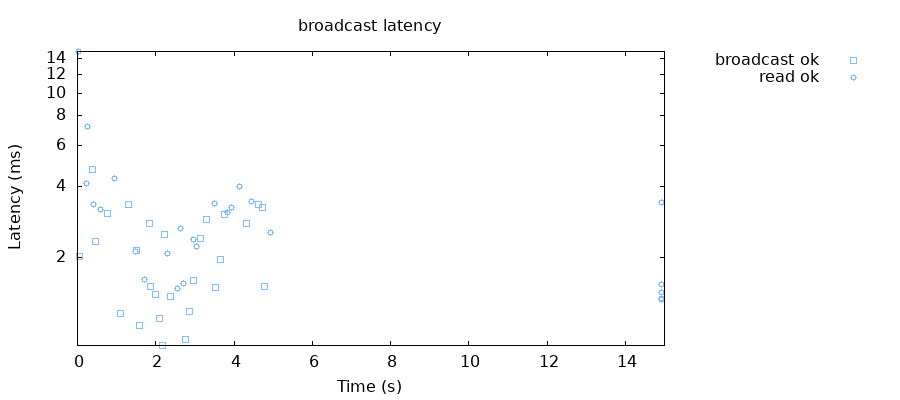 broadcast latency
broadcast ok
read ok
14
12
10
8
6
4
2
Latency (ms)
0 2 4 6 8 10 12 14
Time (s)